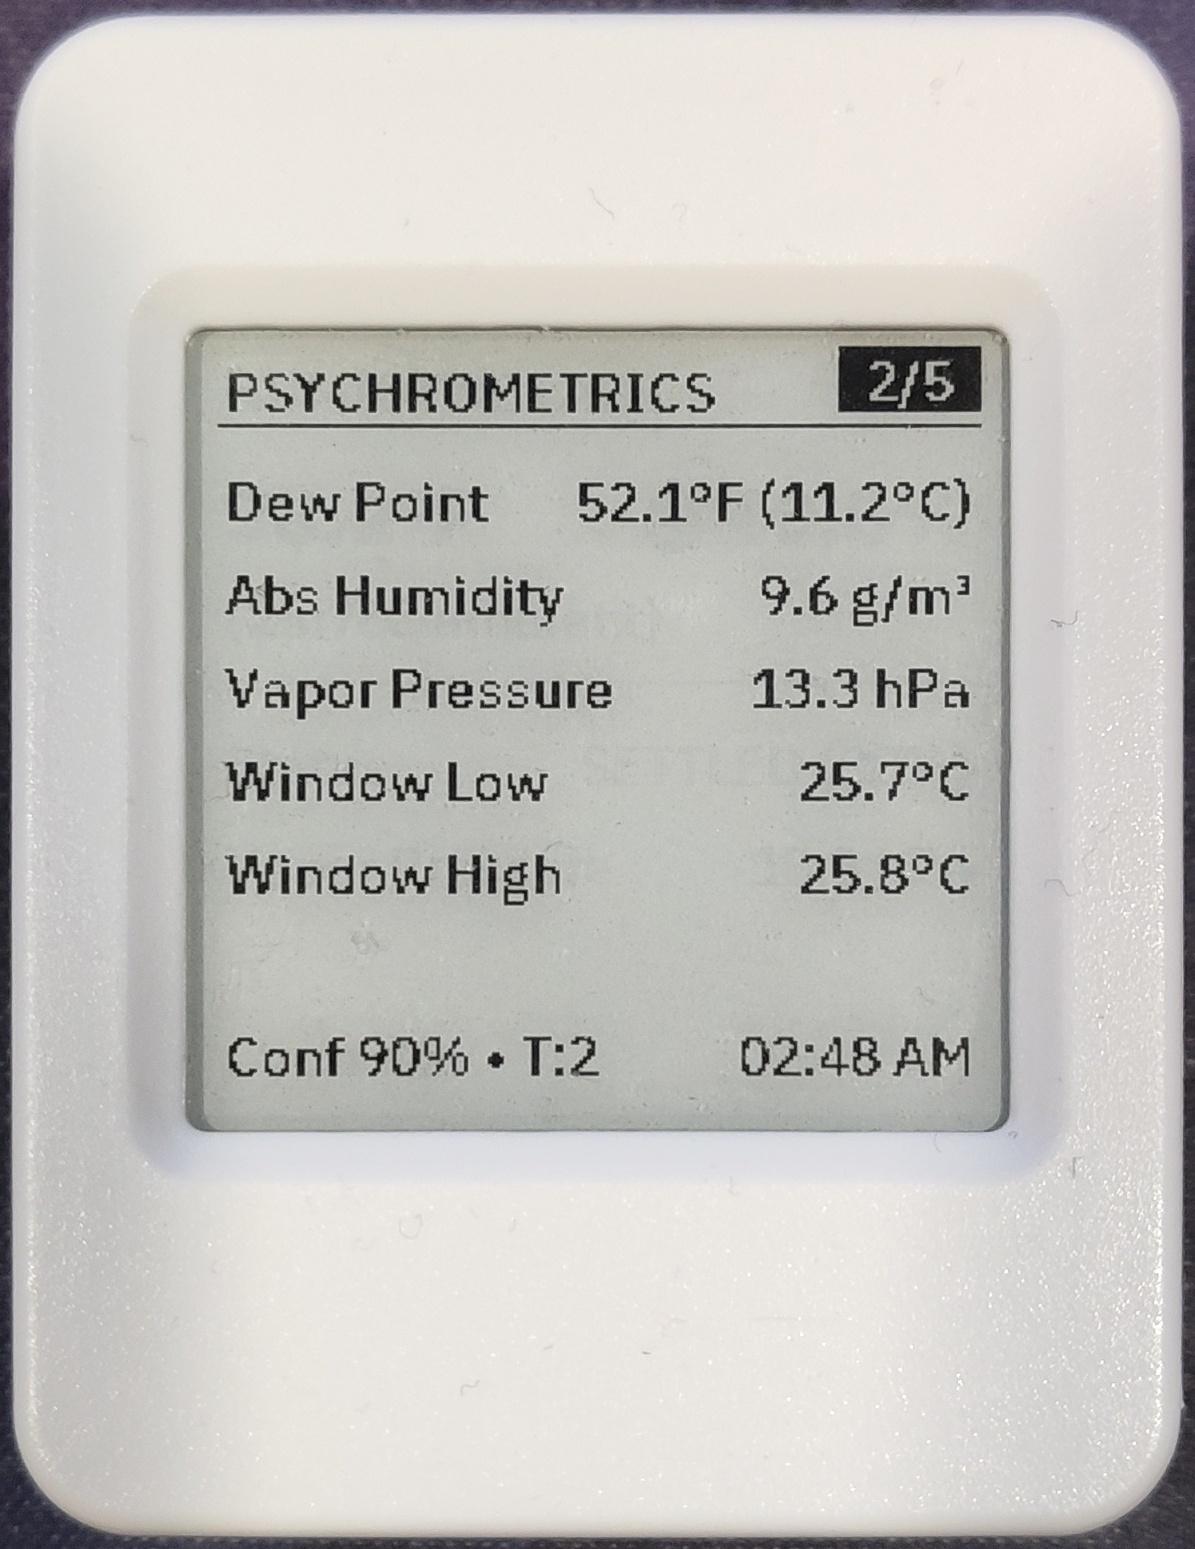 PSYCHROMETRICS 2/5
Dew Point 52.1°F (11.2°C)
Abs Humidity 9.6 g/m³
Vapor Pressure 13.3 hPa
Window Low 25.7°C
Window High 25.8°C
Conf 90% • T:2 02:48 AM